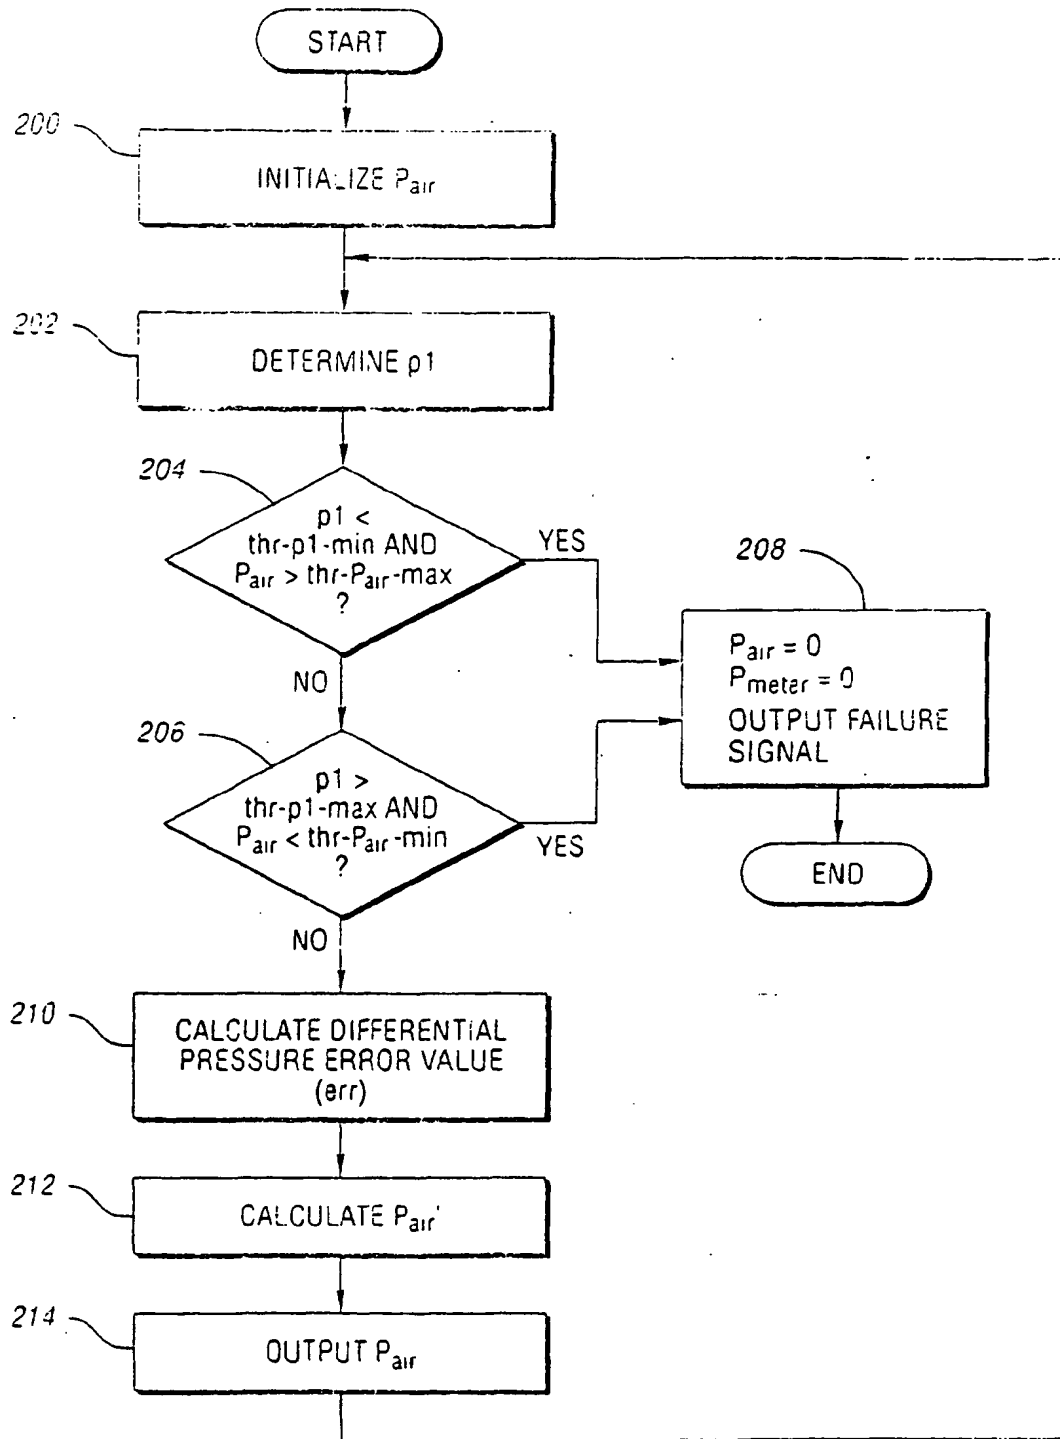 START
200
INITIALIZE Pair
202
DETERMINE p1
204
p1 <
thr-p1-min AND
Pair > thr-Pair-max
?
YES
NO
206
p1 >
thr-p1-max AND
Pair < thr-Pair-min
?
YES
NO
208
Pair = 0
Pmeter = 0
OUTPUT FAILURE
SIGNAL
END
210
CALCULATE DIFFERENTIAL
PRESSURE ERROR VALUE
(err)
212
CALCULATE Pair'
214
OUTPUT Pair